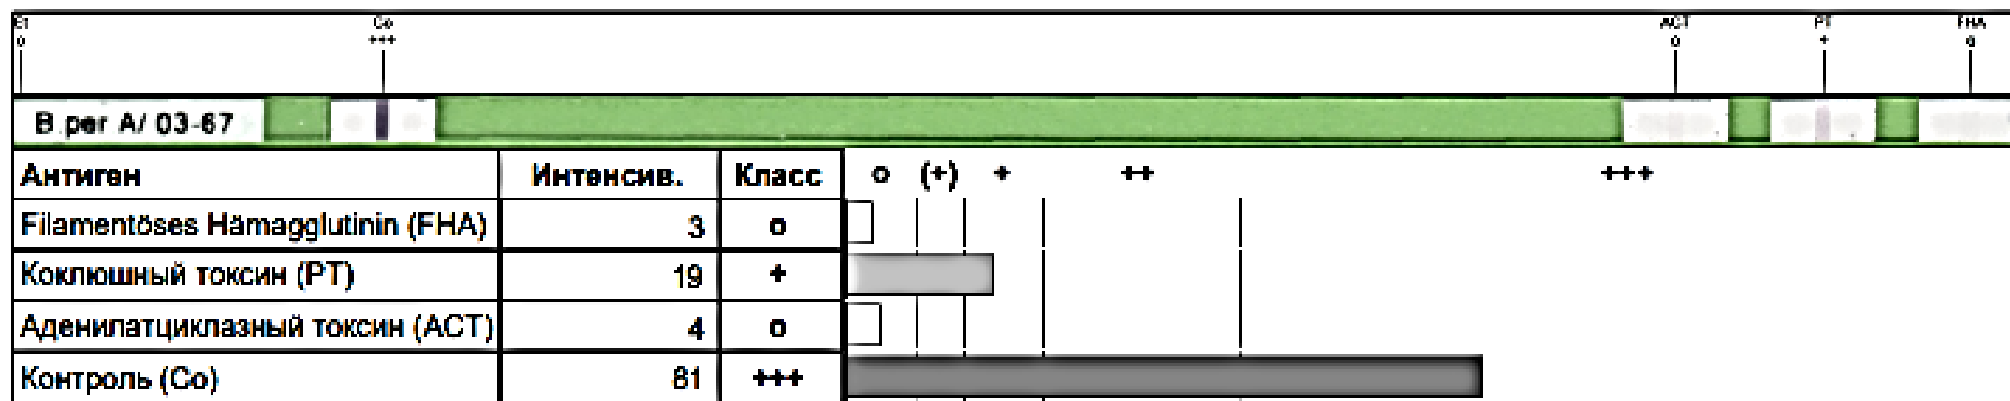 Co ACT PT FHA
o +++ o + o
B.per A/ 03-67
Антиген Интенсив. Класс o (+) + ++ +++
Filamentöses Hämagglutinin (FHA) 3 o
Коклюшный токсин (PT) 19 +
Аденилатциклазный токсин (ACT) 4 o
Контроль (Co) 81 +++